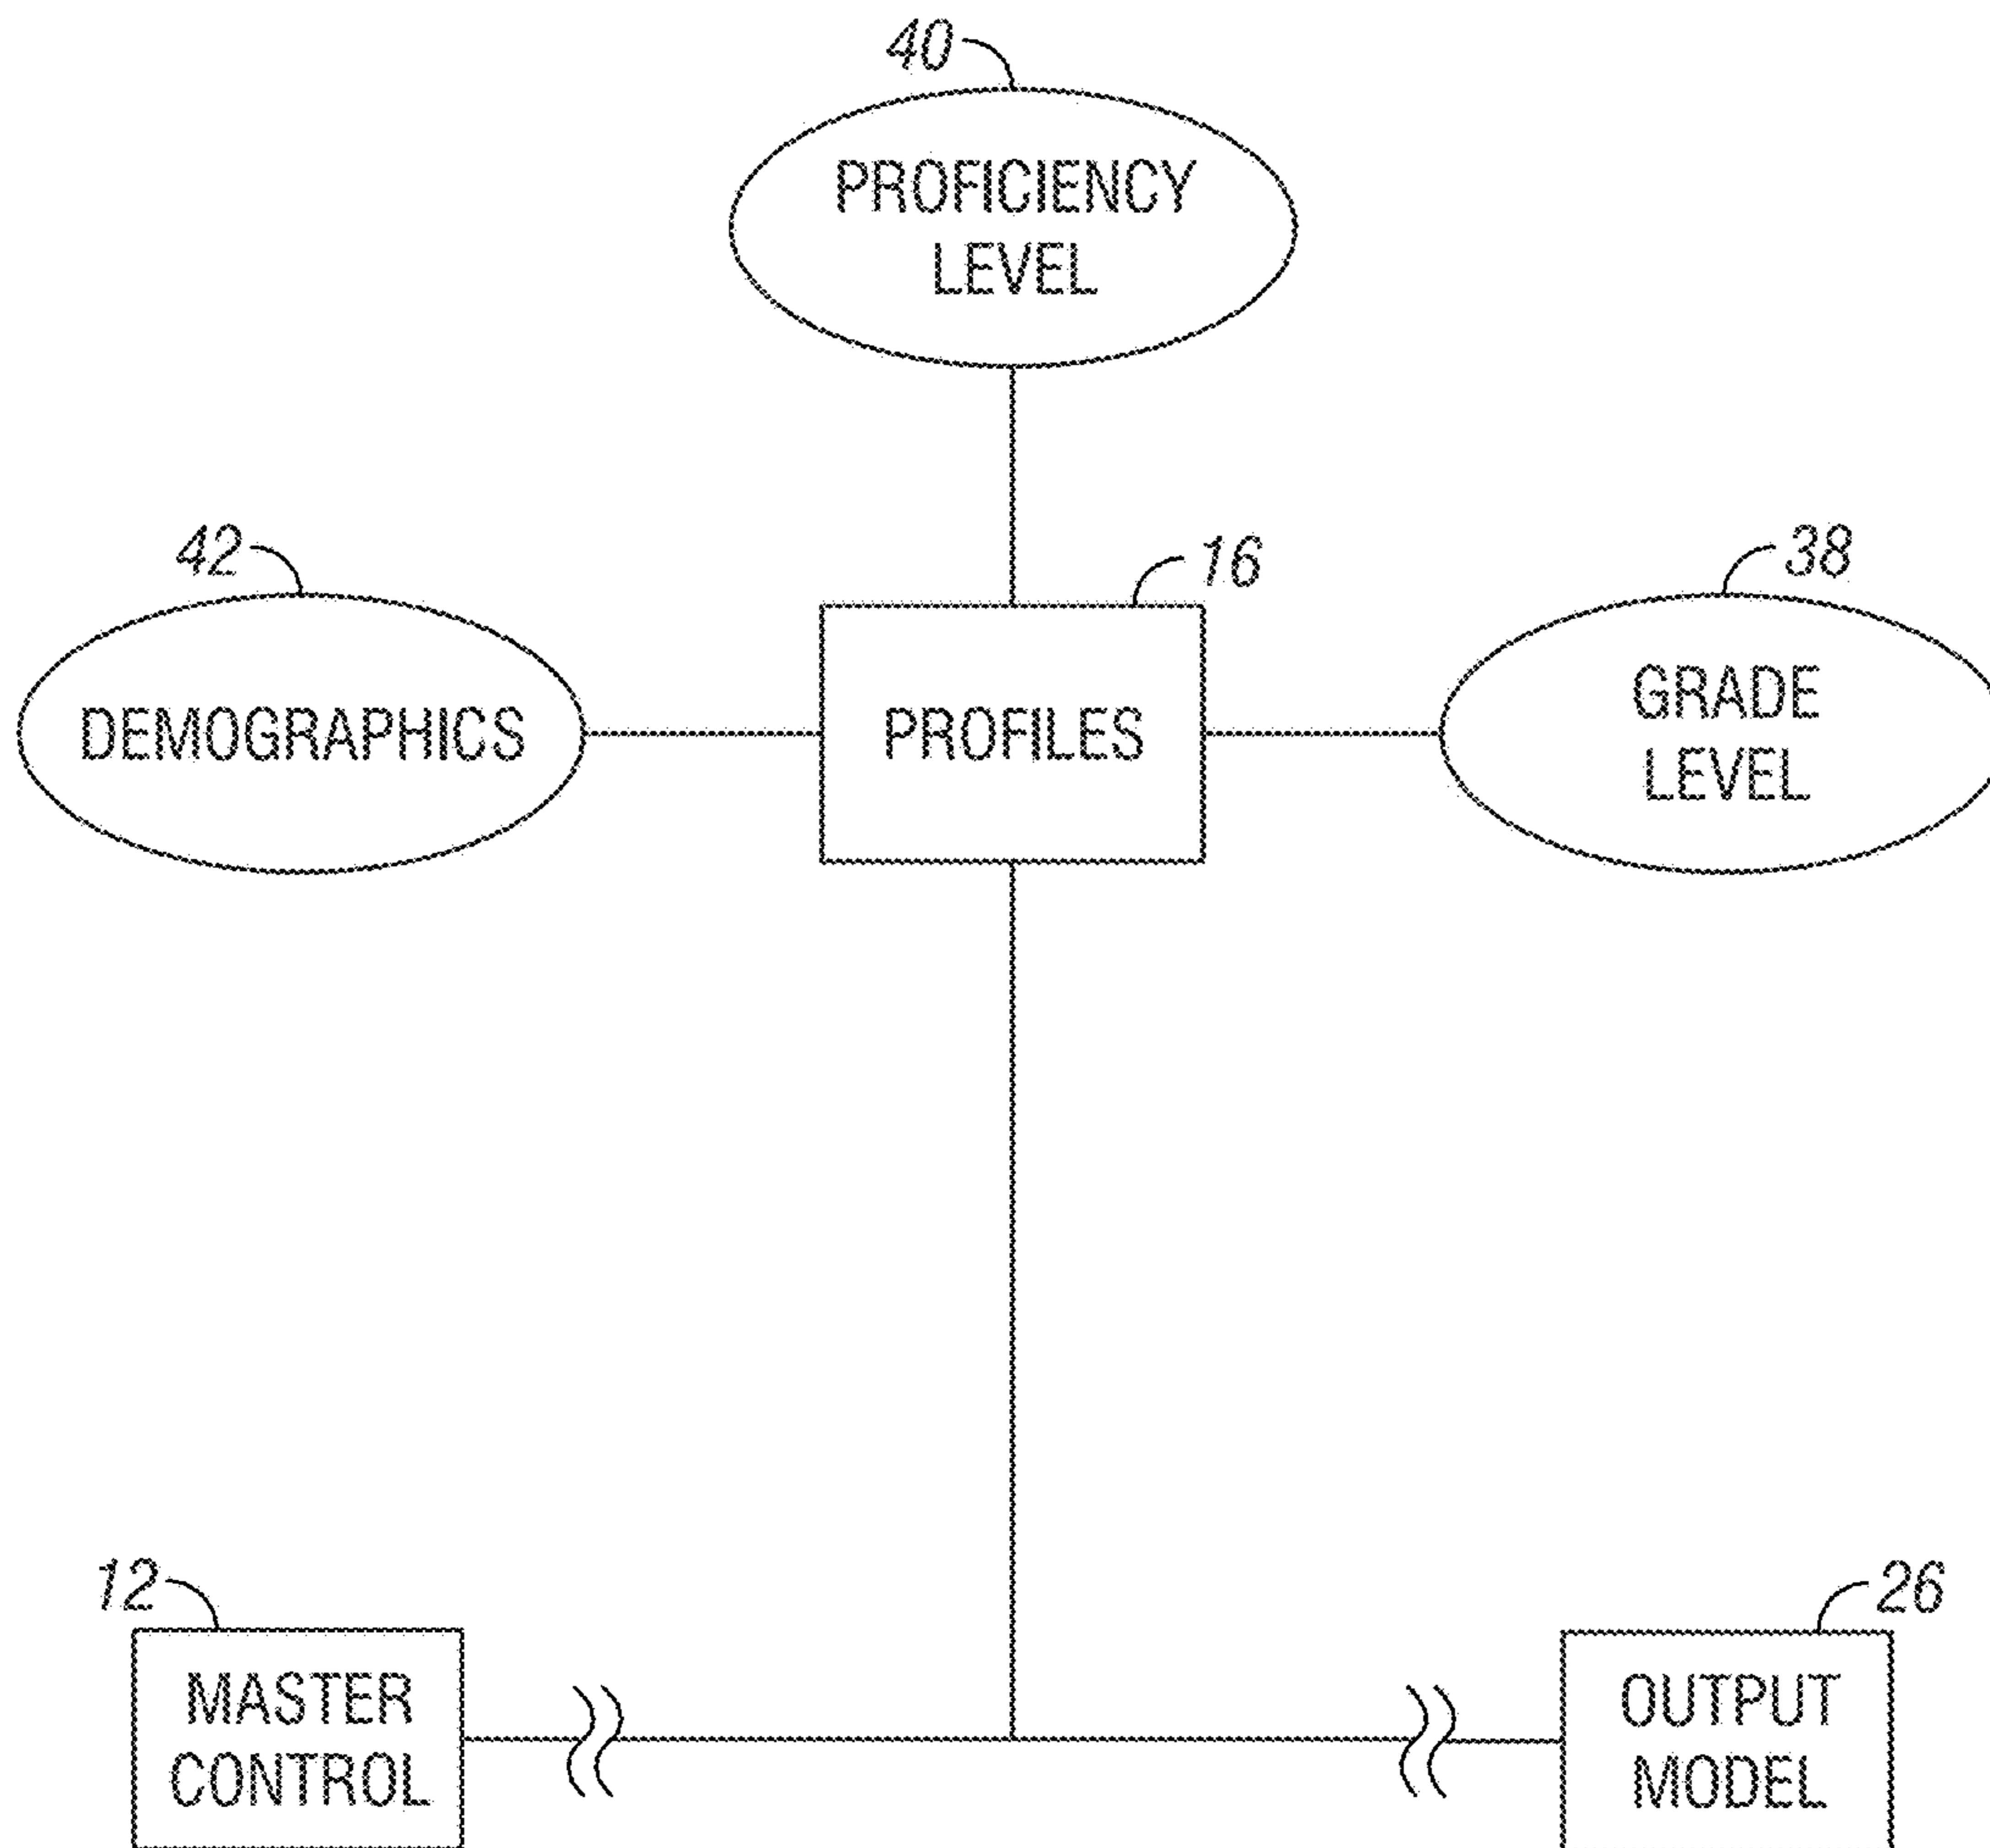 40
PROFICIENCY
LEVEL
42
16
38
DEMOGRAPHICS
PROFILES
GRADE
LEVEL
12
26
MASTER
CONTROL
OUTPUT
MODEL